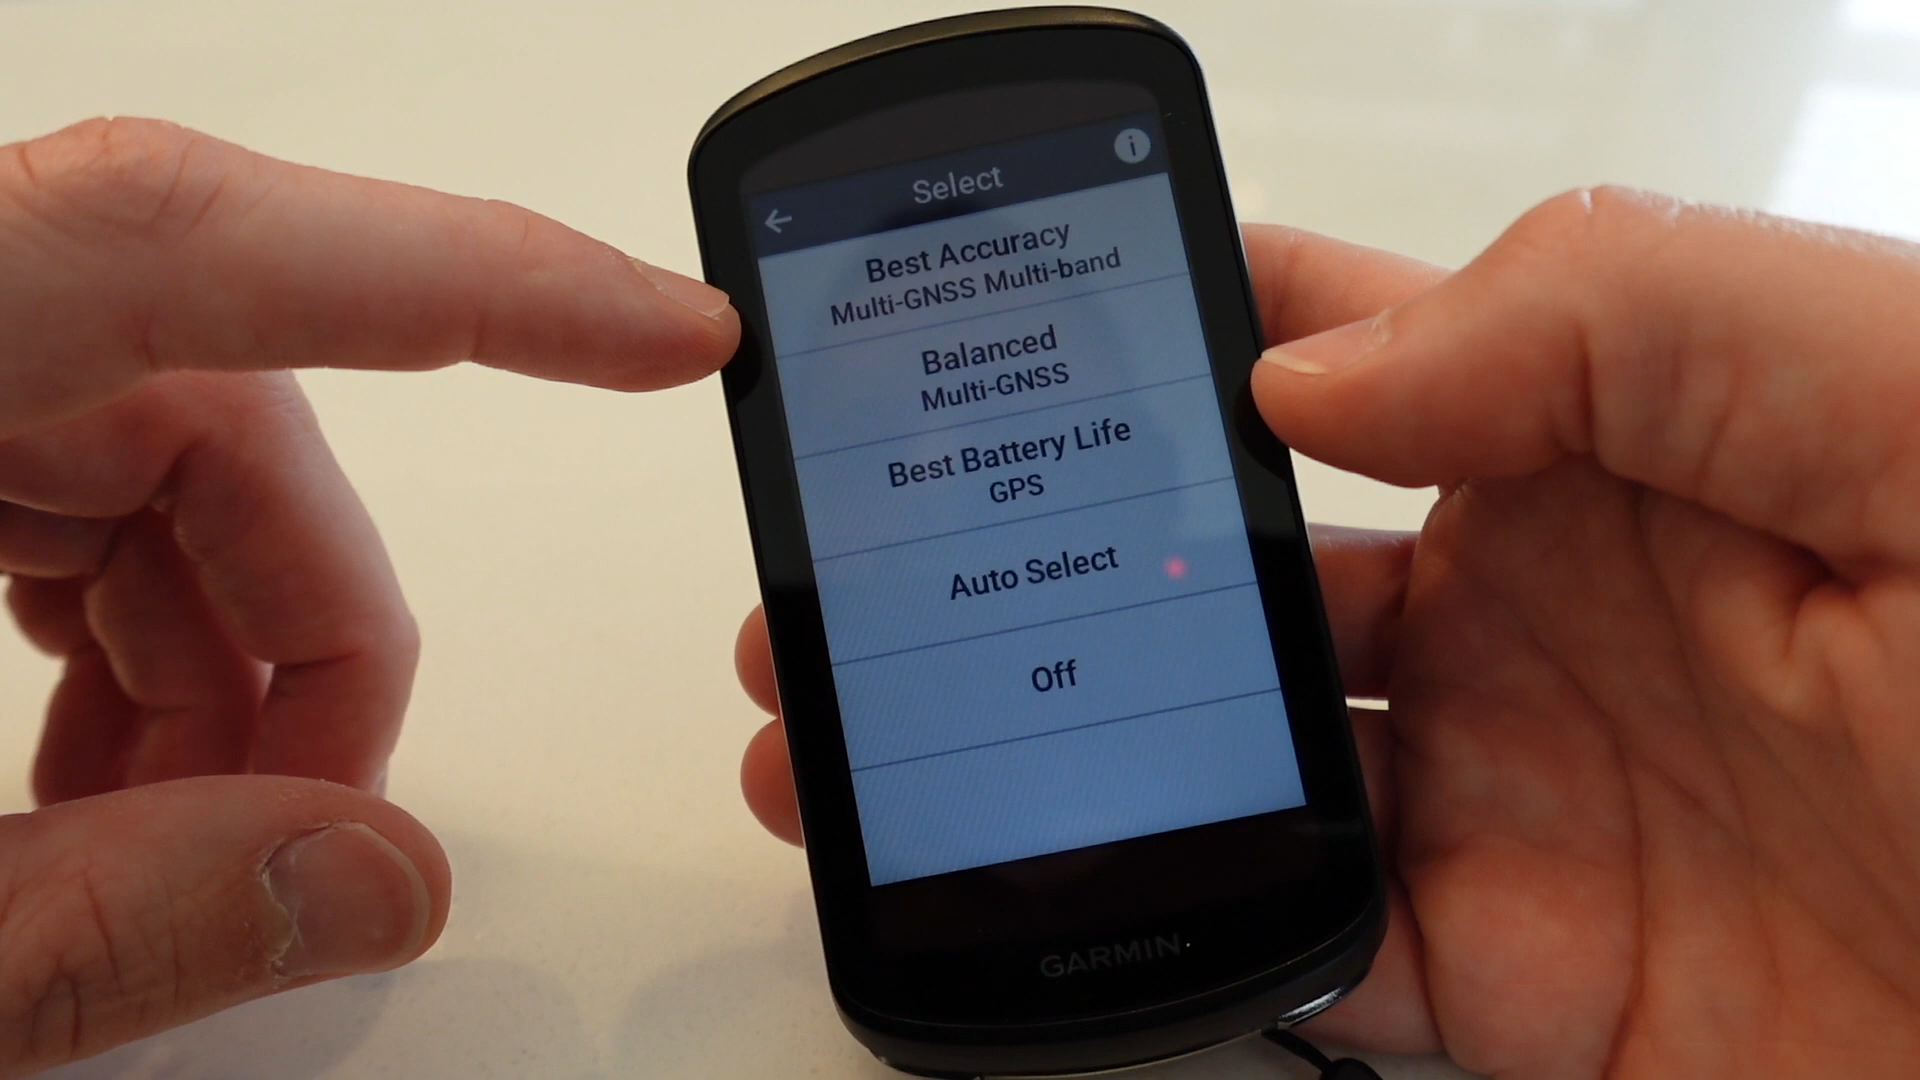 Select
i
Best Accuracy
Multi-GNSS Multi-band
Balanced
Multi-GNSS
Best Battery Life
GPS
Auto Select
Off
GARMIN